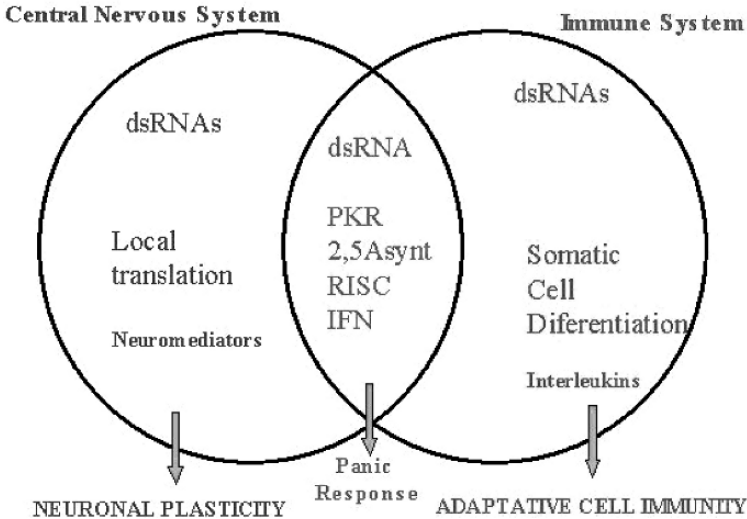 Central Nervous System
Immune System
dsRNAs
Local
translation
Neuromediators
dsRNA
PKR
2,5Asynt
RISC
IFN
dsRNAs
Somatic
Cell
Diferentiation
Interleukins
NEURONAL PLASTICITY
Panic
Response
ADAPTATIVE CELL IMMUNITY